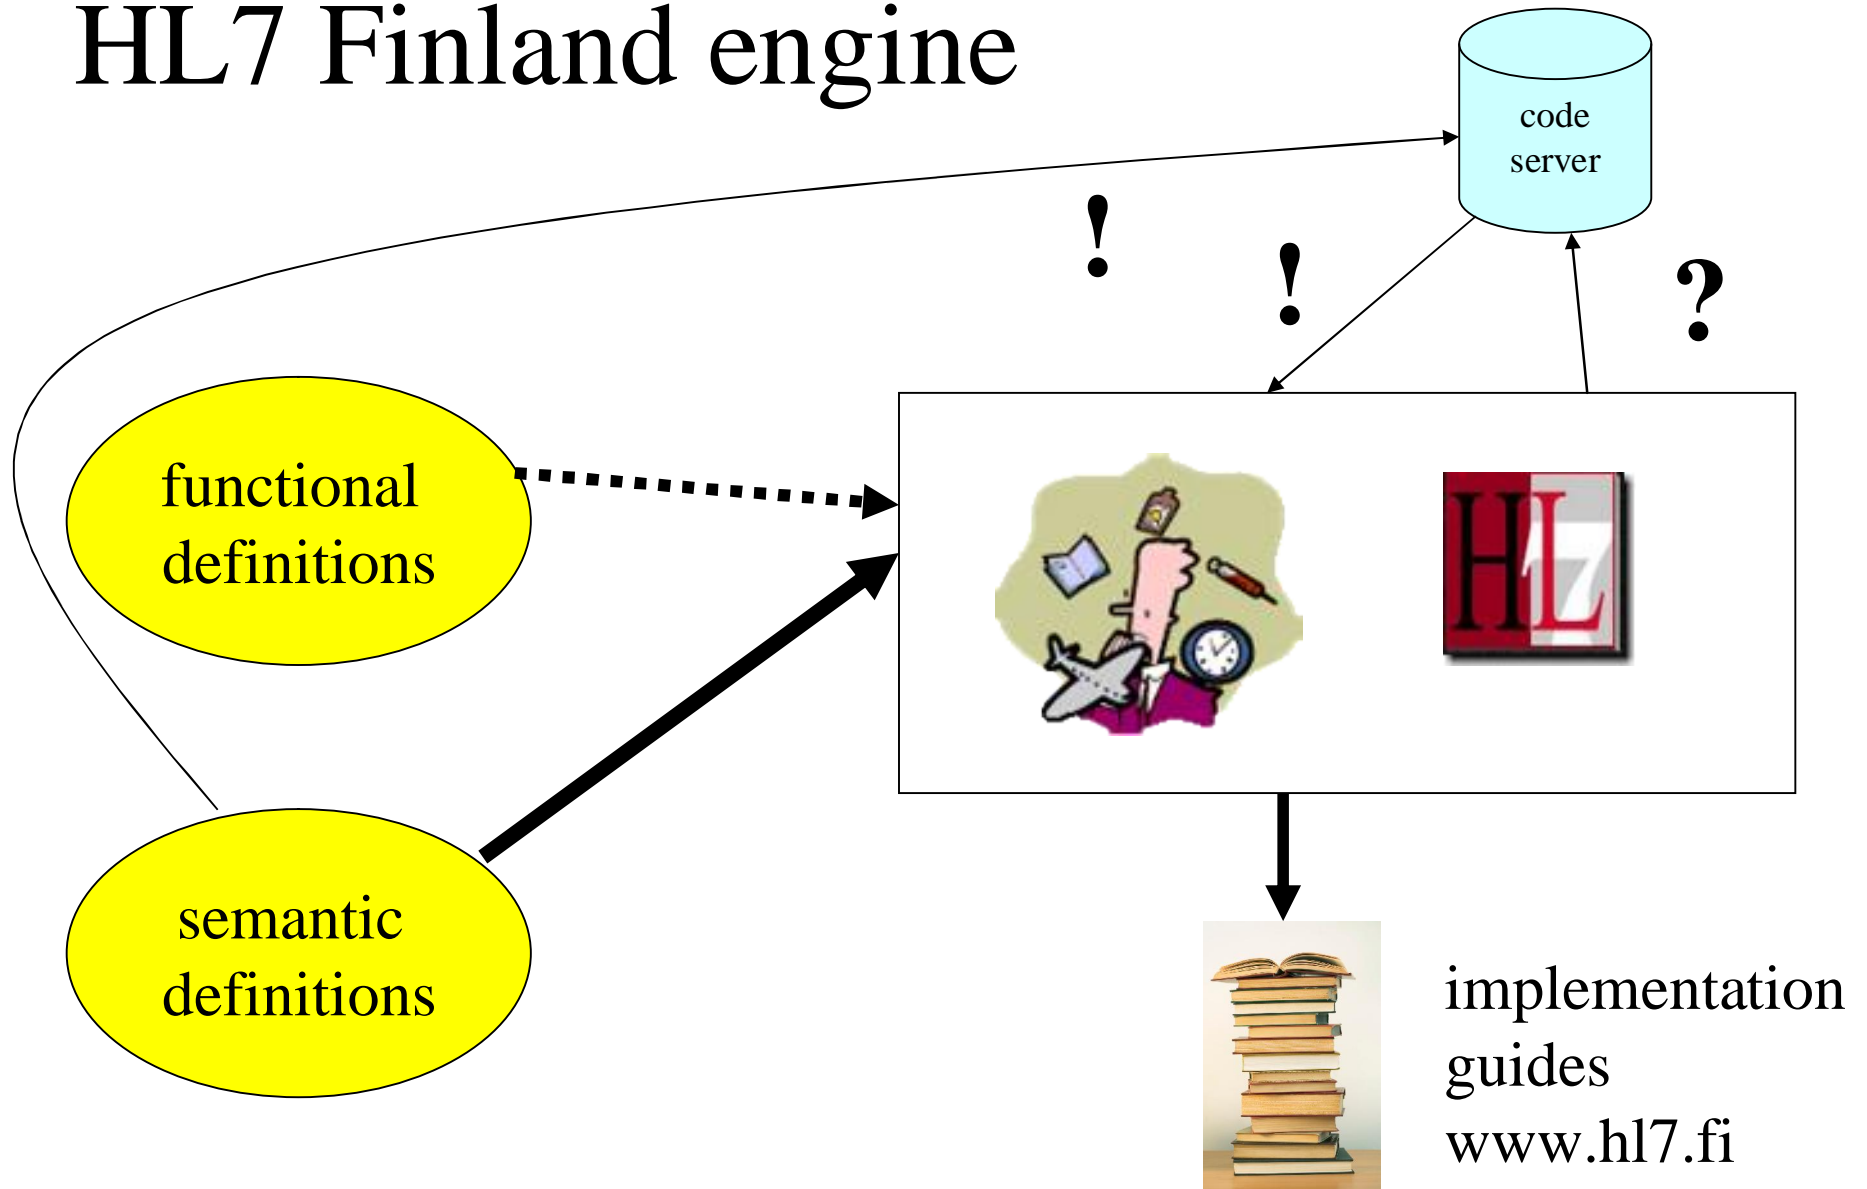 HL7 Finland engine
code
server
!
!
?
functional
definitions
HL7
semantic
definitions
implementation
guides
www.hl7.fi